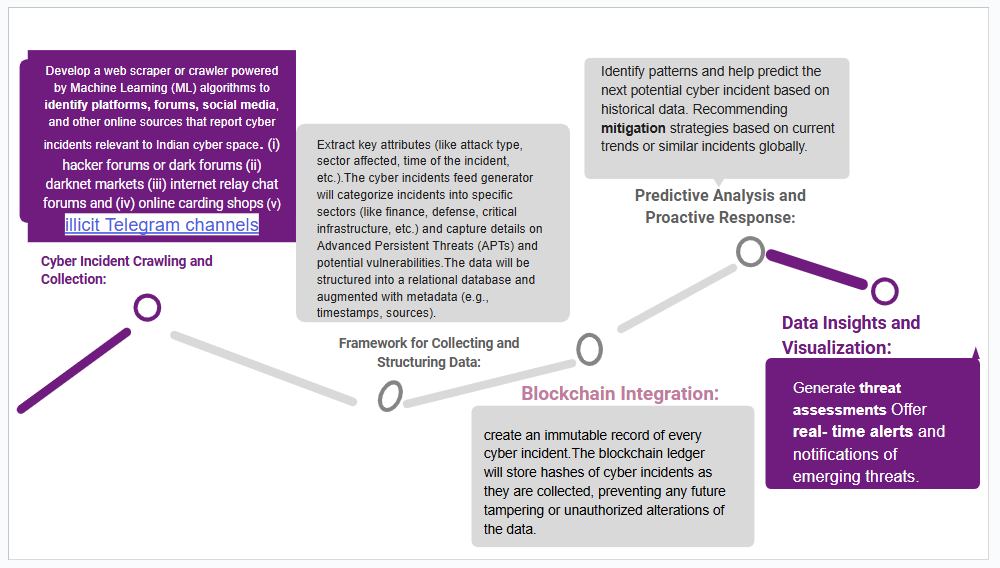 Develop a web scraper or crawler powered
by Machine Learning (ML) algorithms to
identify platforms, forums, social media,
and other online sources that report cyber
incidents relevant to Indian cyber space. (i)
hacker forums or dark forums (ii)
darknet markets (iii) internet relay chat
forums and (iv) online carding shops (v)
illicit Telegram channels
Cyber Incident Crawling and
Collection:
Extract key attributes (like attack type,
sector affected, time of the incident,
etc.).The cyber incidents feed generator
will categorize incidents into specific
sectors (like finance, defense, critical
infrastructure, etc.) and capture details on
Advanced Persistent Threats (APTs) and
potential vulnerabilities.The data will be
structured into a relational database and
augmented with metadata (e.g.,
timestamps, sources).
Framework for Collecting and
Structuring Data:
Blockchain Integration:
create an immutable record of every
cyber incident.The blockchain ledger
will store hashes of cyber incidents as
they are collected, preventing any future
tampering or unauthorized alterations of
the data.
Identify patterns and help predict the
next potential cyber incident based on
historical data. Recommending
mitigation strategies based on current
trends or similar incidents globally.
Predictive Analysis and
Proactive Response:
Data Insights and
Visualization:
Generate threat
assessments Offer
real- time alerts and
notifications of
emerging threats.